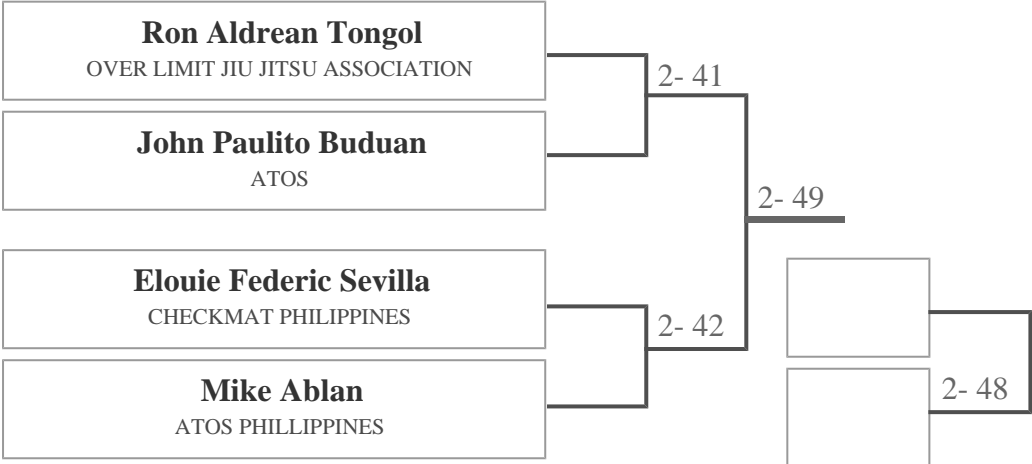 Ron Aldrean Tongol
OVER LIMIT JIU JITSU ASSOCIATION
2- 41
John Paulito Buduan
ATOS
2- 49
Elouie Federic Sevilla
CHECKMAT PHILIPPINES
2- 42
Mike Ablan
ATOS PHILLIPPINES
2- 48